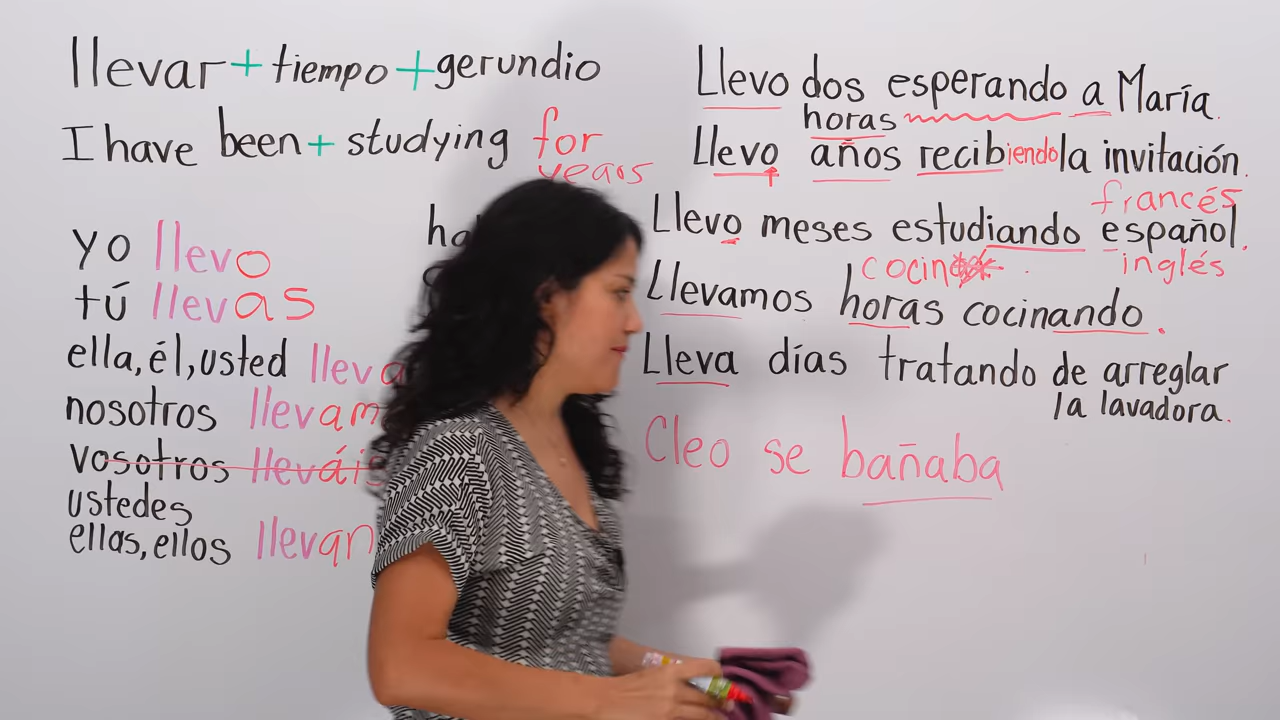 llevar + tiempo + gerundio
I have been + studying for
years
yo llevo
tú llevas
ella, él, usted lleva
nosotros llevam
vosotros lleváis
ustedes
ellas, ellos llevan
Llevo dos esperando a María.
horas
Llevo años recibiendo la invitación.
francés
Llevo meses estudiando español.
inglés
cocin
Llevamos horas cocinando.
Lleva días tratando de arreglar
la lavadora.
Cleo se bañaba